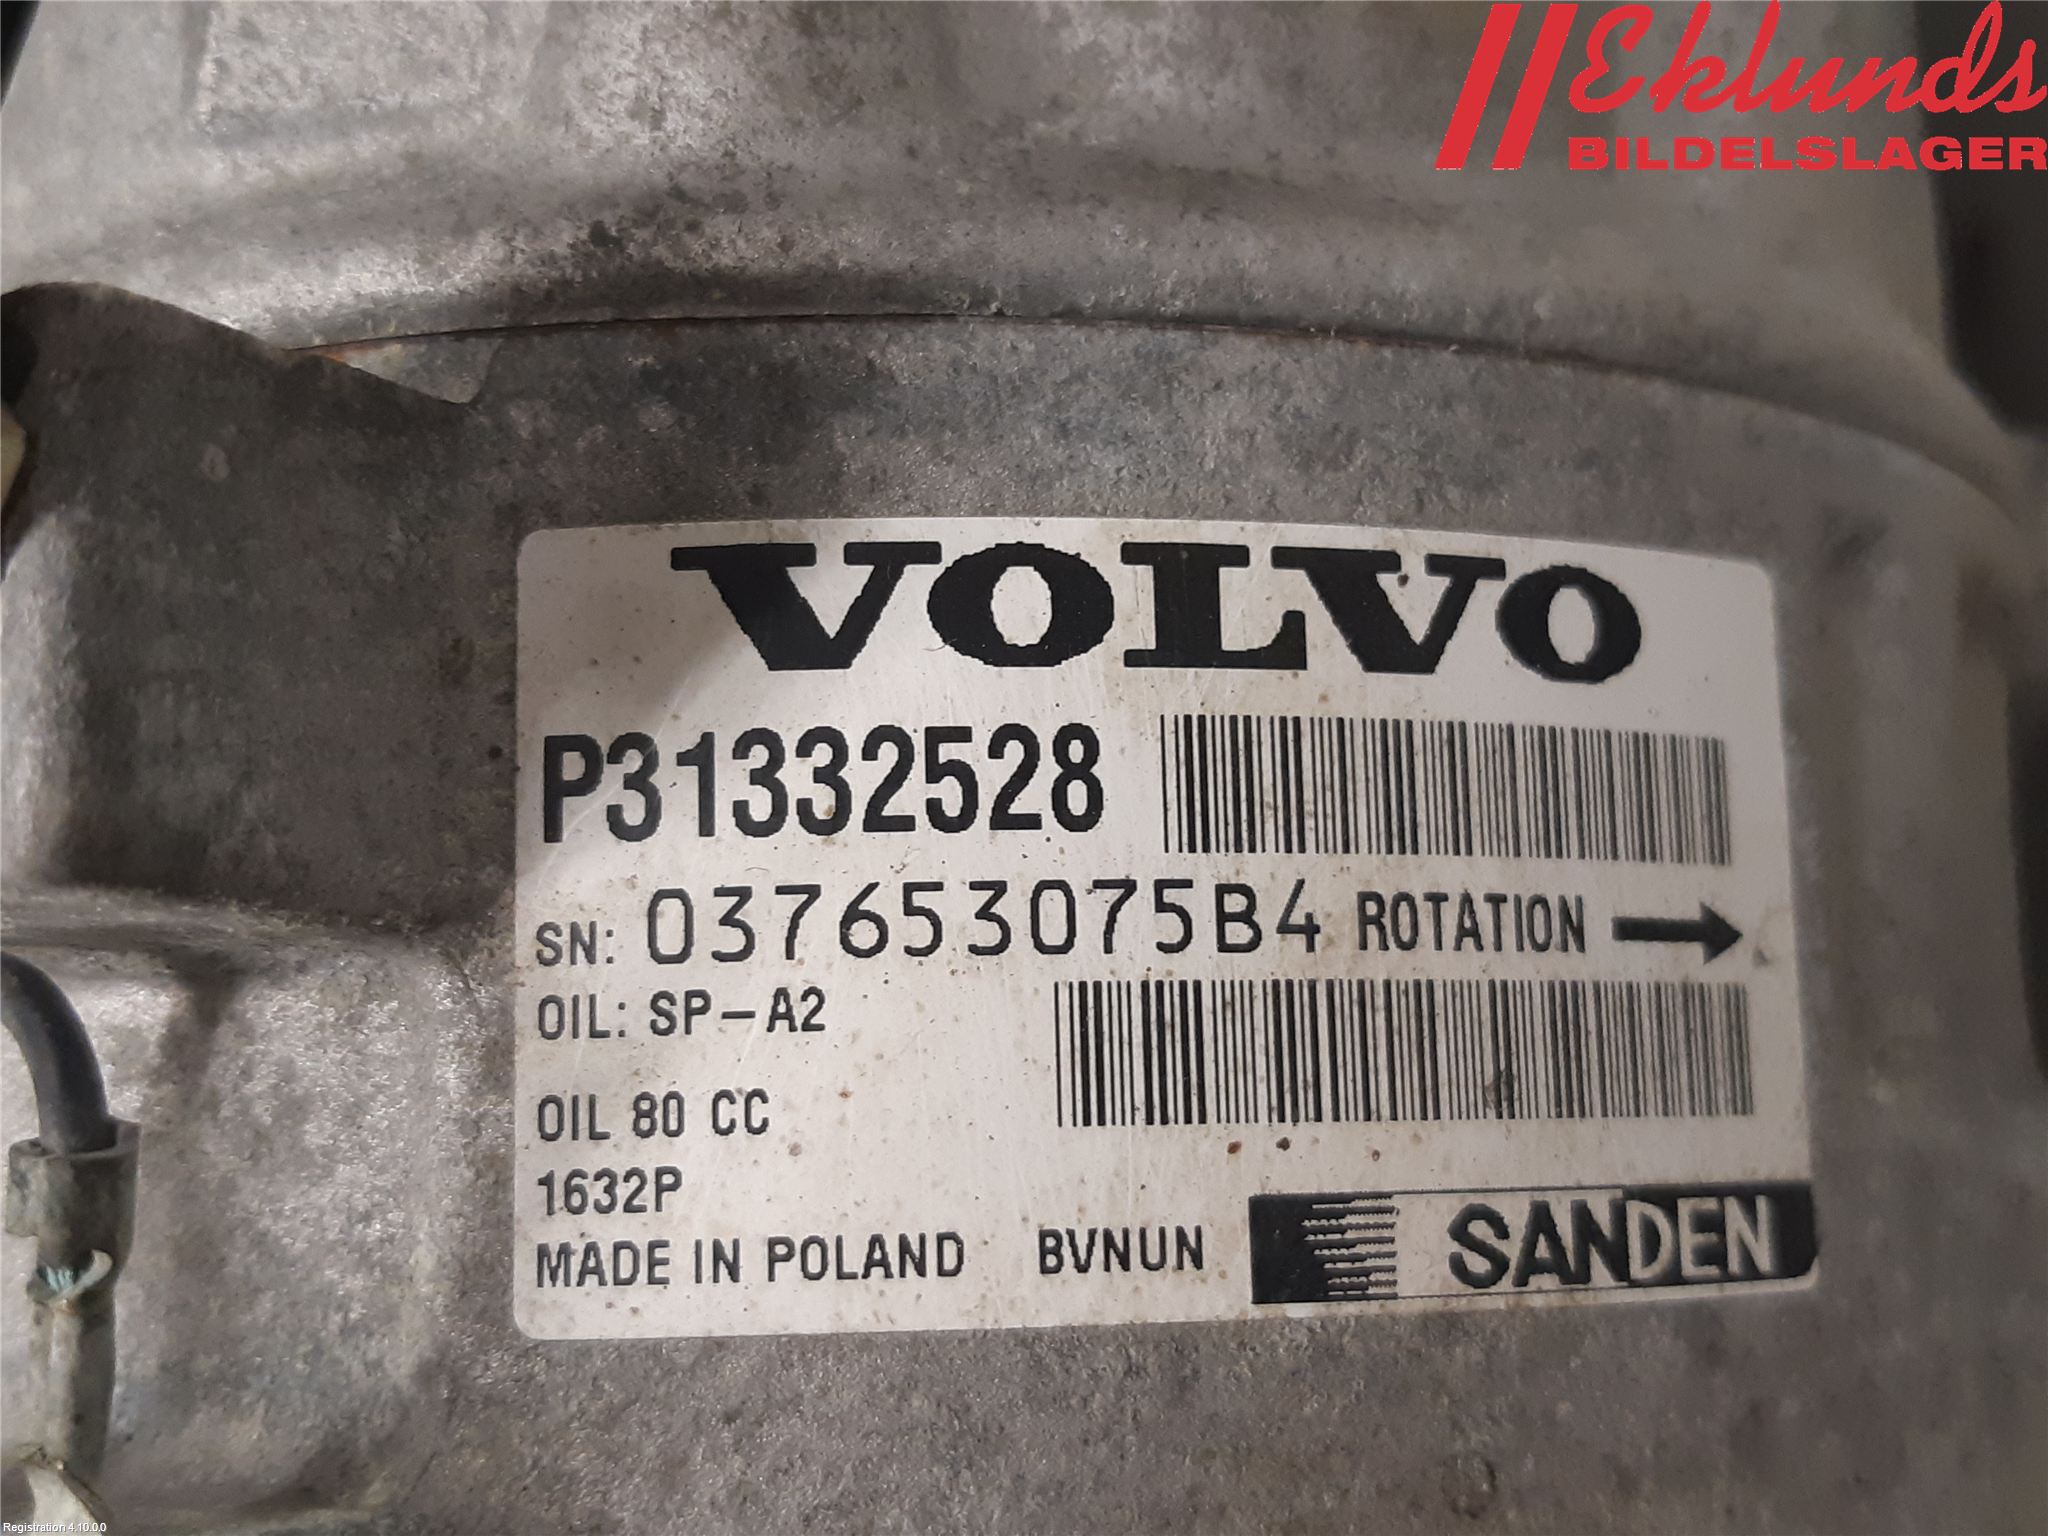 Eklunds
BILDELSLAGER
VOLVO
P31332528
SN: 037653075B4 ROTATION
OIL: SP-A2
OIL 80 CC
1632P
MADE IN POLAND BVNUN SANDEN
Registration 4.10.0.0